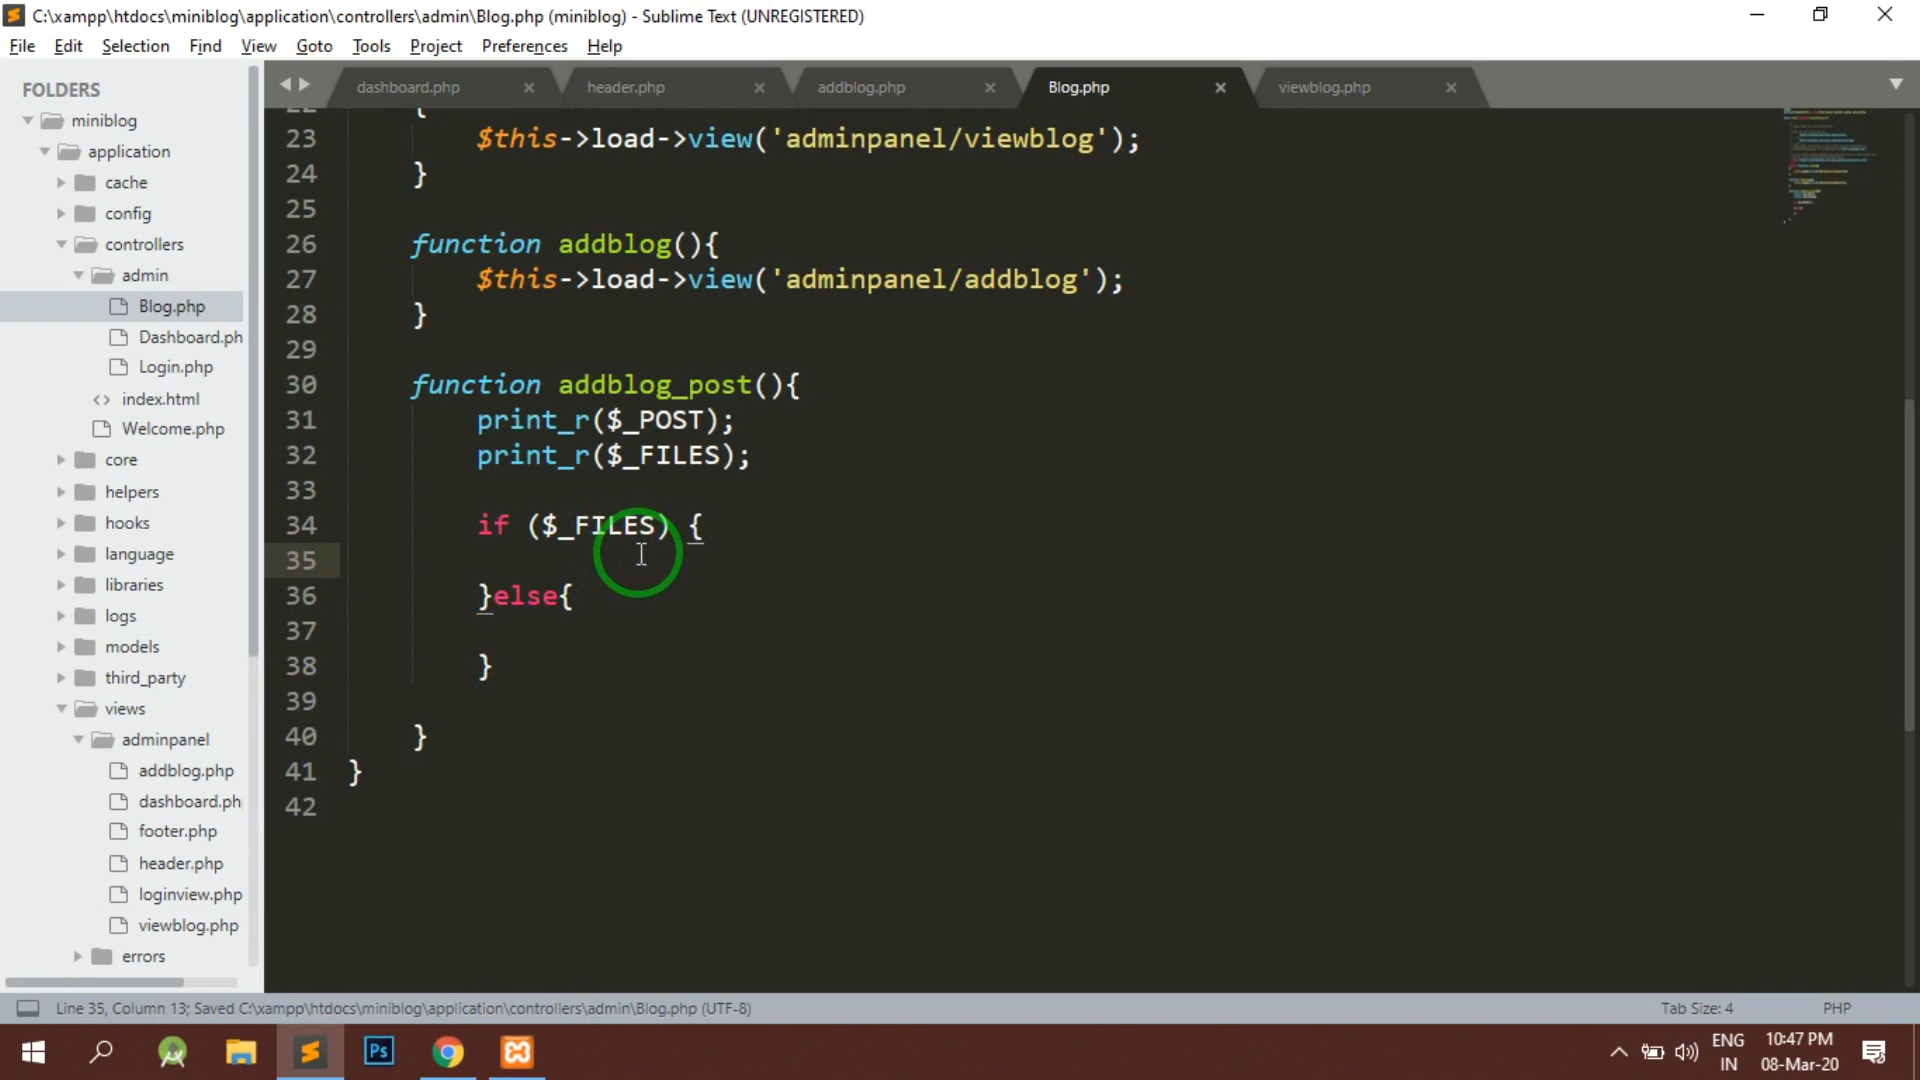 C:\xampp\htdocs\miniblog\application\controllers\admin\Blog.php (miniblog) - Sublime Text (UNREGISTERED)
File Edit Selection Find View Goto Tools Project Preferences Help
FOLDERS
miniblog
application
cache
config
controllers
admin
Blog.php
Dashboard.ph
Login.php
<> index.html
Welcome.php
core
helpers
hooks
language
libraries
logs
models
third_party
views
adminpanel
addblog.php
dashboard.ph
footer.php
header.php
loginview.php
viewblog.php
errors
dashboard.php × header.php × addblog.php × Blog.php × viewblog.php ×
23 $this->load->view('adminpanel/viewblog');
24 }
25
26 function addblog(){
27 $this->load->view('adminpanel/addblog');
28 }
29
30 function addblog_post(){
31 print_r($_POST);
32 print_r($_FILES);
33
34 if ($_FILES) {
35
36 }else{
37
38 }
39
40 }
41 }
42
Line 35, Column 13; Saved C:\xampp\htdocs\miniblog\application\controllers\admin\Blog.php (UTF-8)
Tab Size: 4 PHP
Ps
ENG
IN
10:47 PM
08-Mar-20